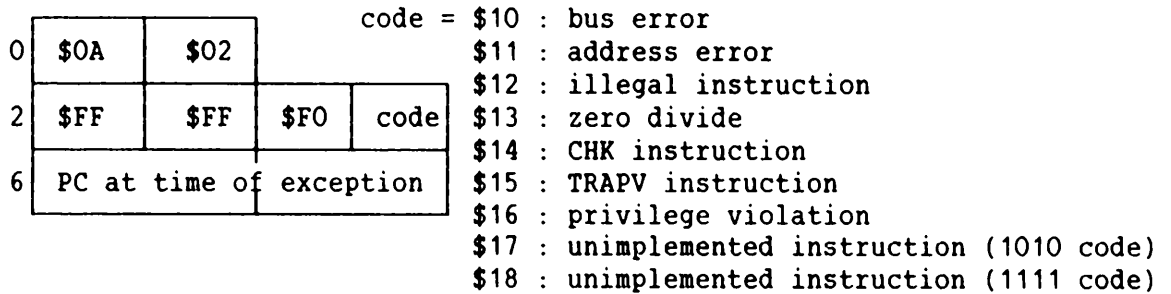 code = $10 : bus error
0 $0A $02
$11 : address error
$12 : illegal instruction
2 $FF $FF $F0 code
$13 : zero divide
$14 : CHK instruction
6 PC at time of exception
$15 : TRAPV instruction
$16 : privilege violation
$17 : unimplemented instruction (1010 code)
$18 : unimplemented instruction (1111 code)